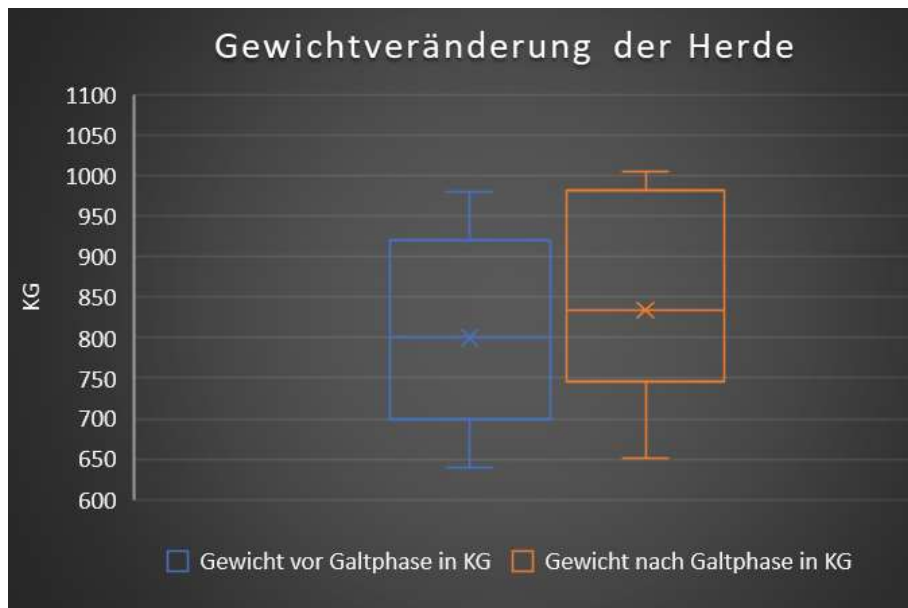 Gewichtveränderung der Herde
1100
1050
1000
950
900
850
800
750
700
650
600
KG
Gewicht vor Galtphase in KG
Gewicht nach Galtphase in KG